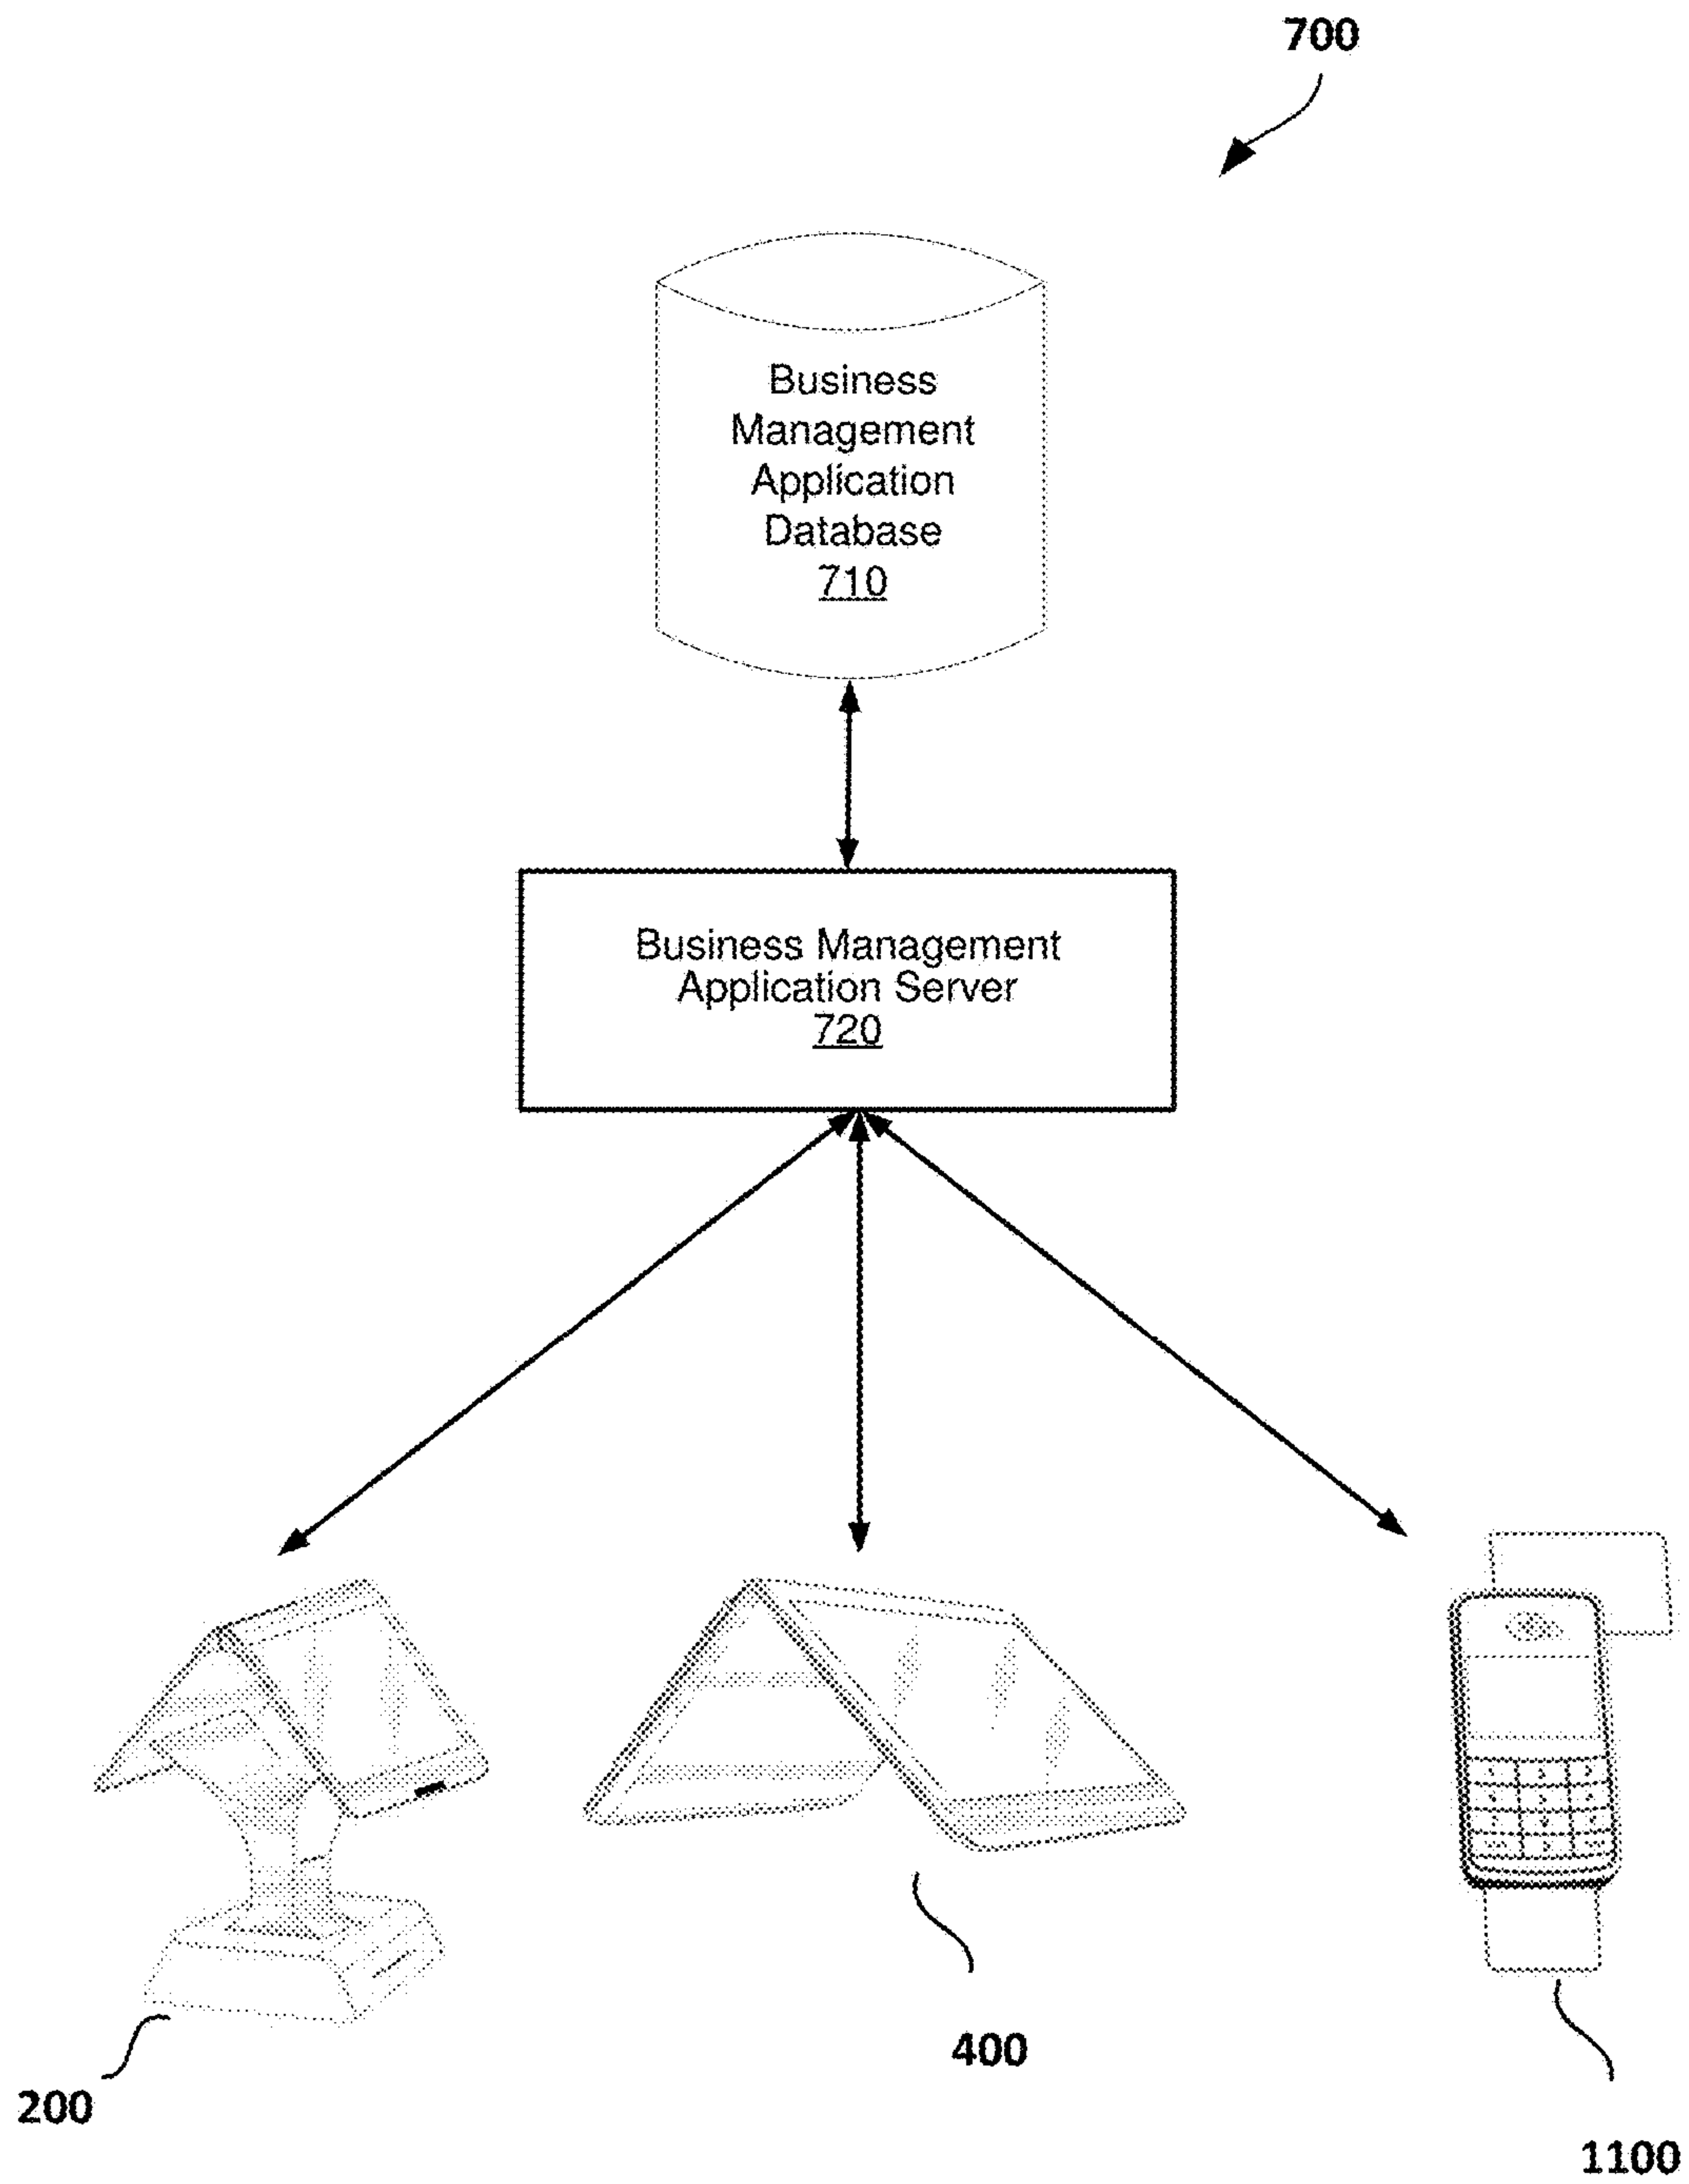 700
Business
Management
Application
Database
710
Business Management
Application Server
720
400
200
1100